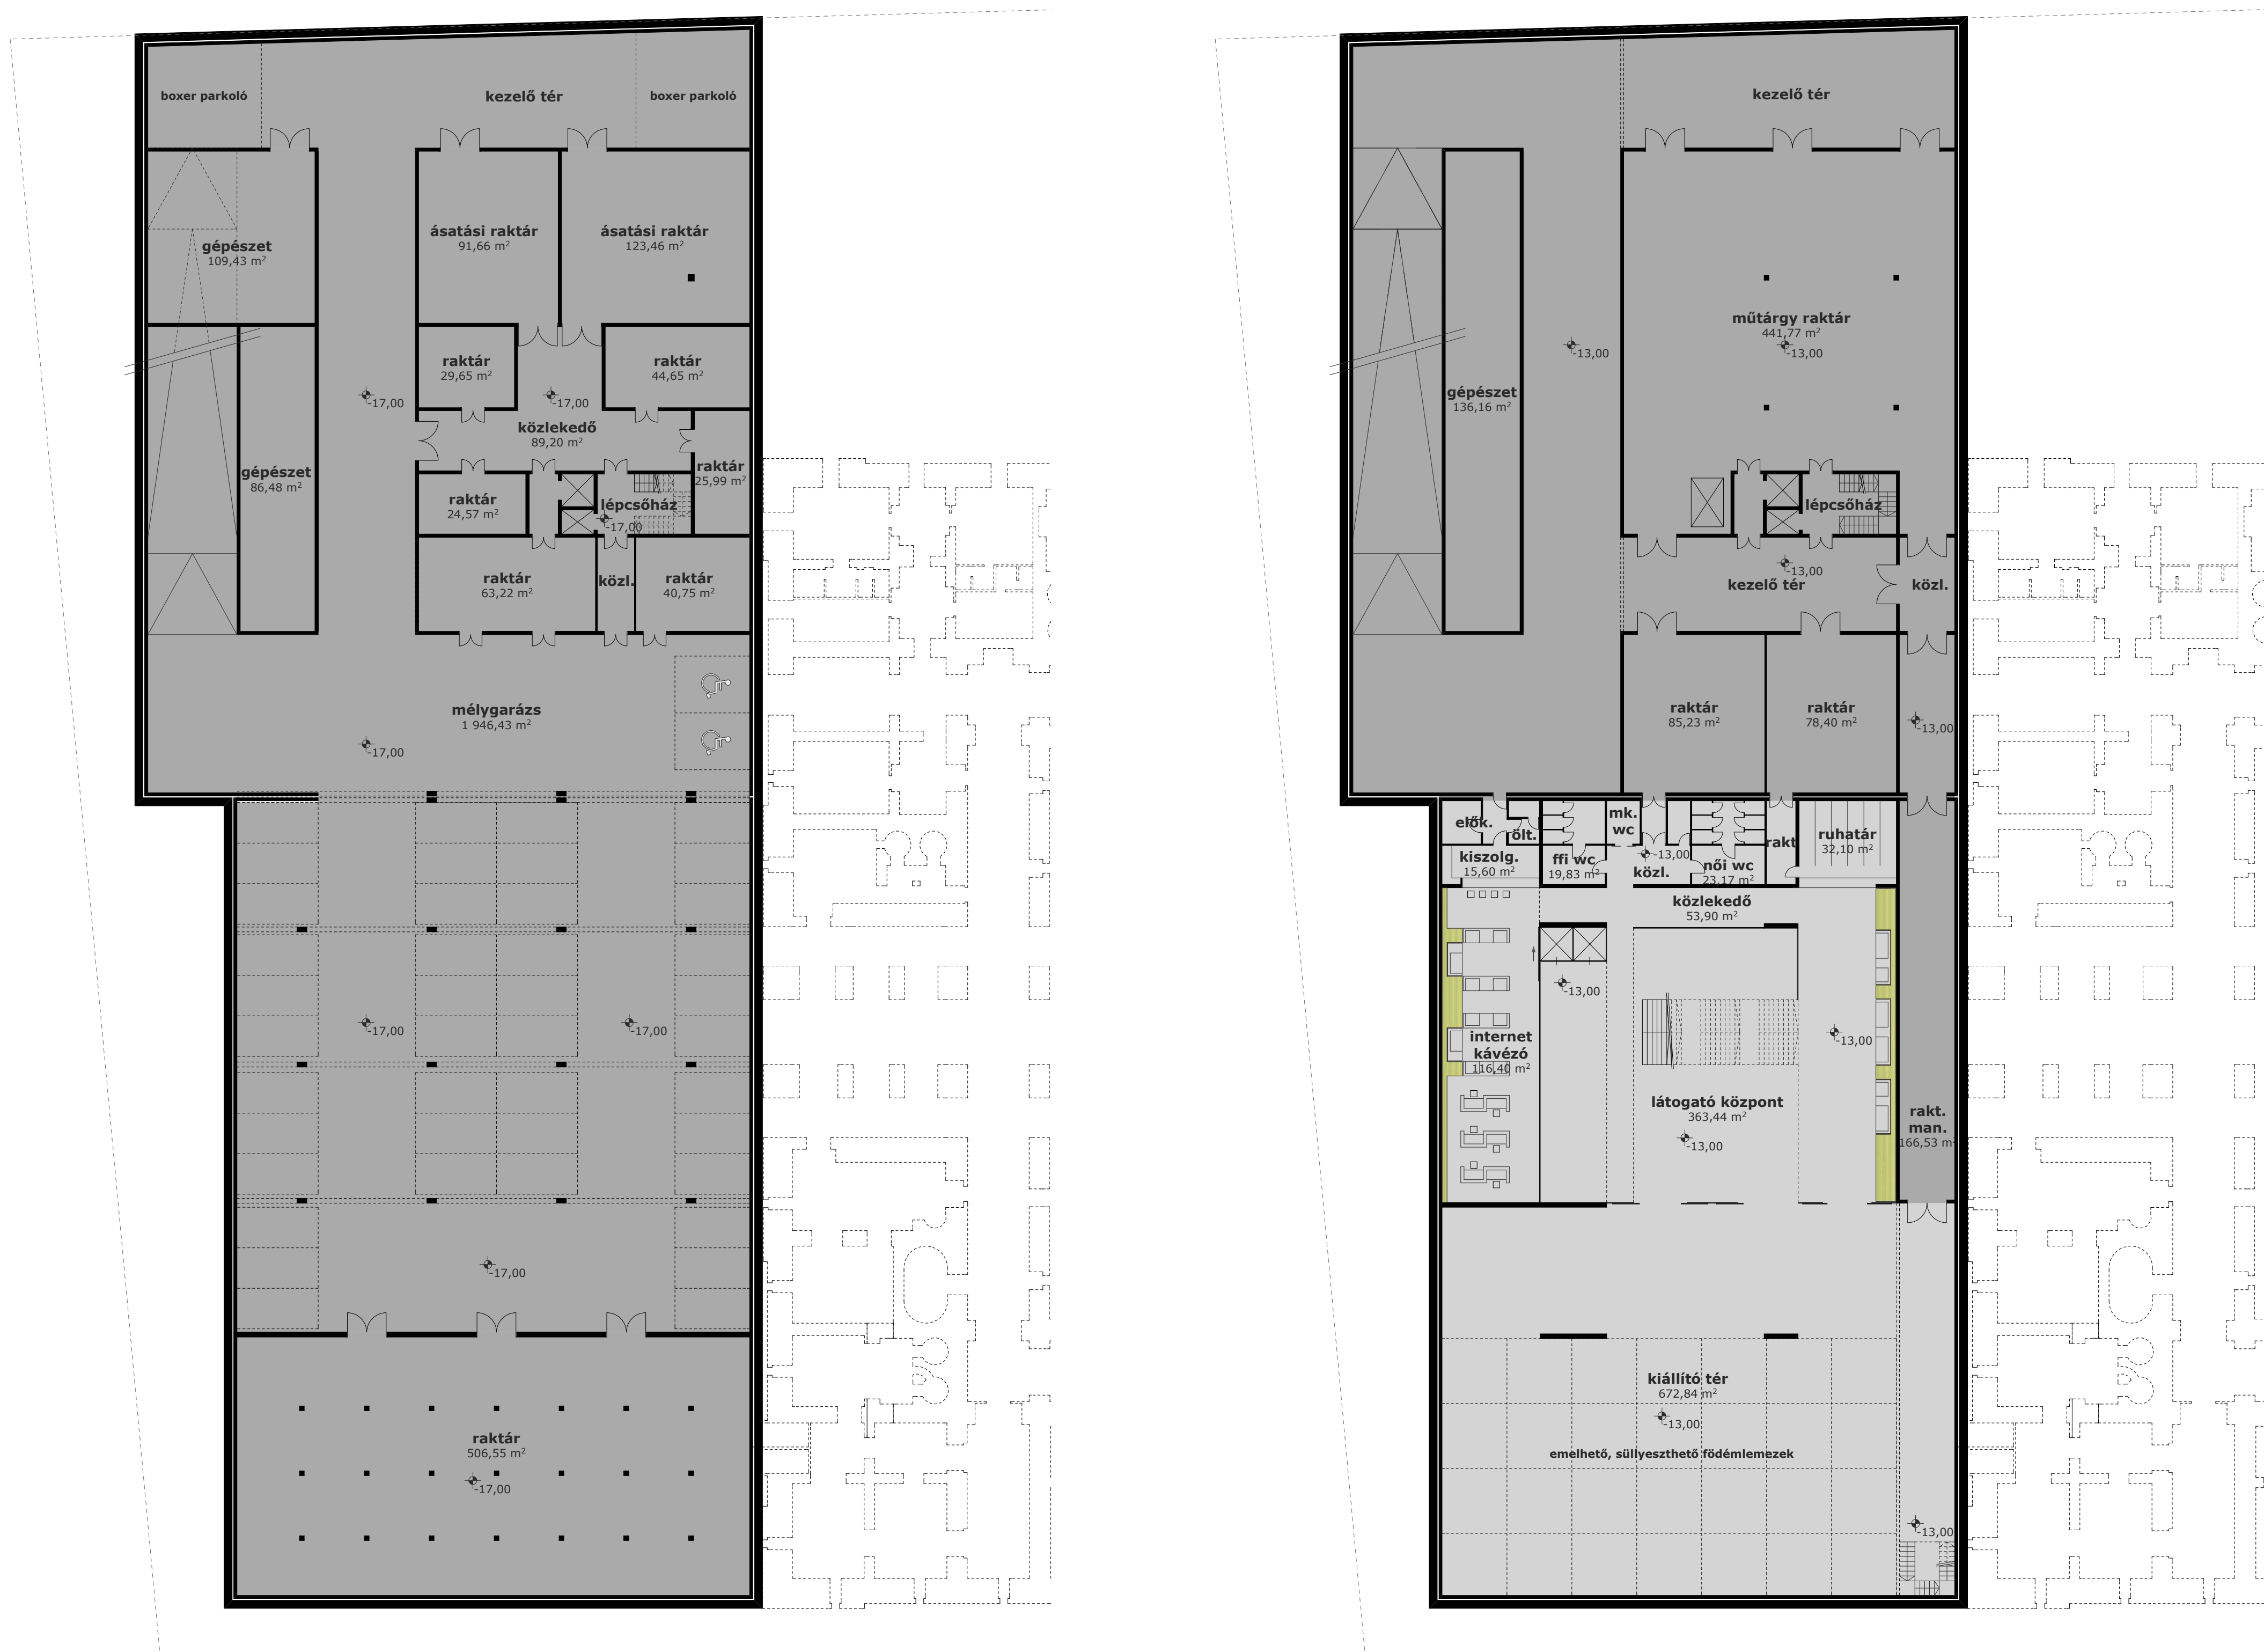 boxer parkoló
kezelő tér
boxer parkoló
ásatási raktár
91,66 m²
ásatási raktár
123,46 m²
gépészet
109,43 m²
raktár
29,65 m²
raktár
44,65 m²
-17,00
-17,00
közlekedő
89,20 m²
gépészet
86,48 m²
raktár
25,99 m²
raktár
24,57 m²
lépcsőház
-17,00
raktár
63,22 m²
közl.
raktár
40,75 m²
mélygarázs
1 946,43 m²
-17,00
-17,00
-17,00
-17,00
raktár
506,55 m²
-17,00
kezelő tér
műtárgy raktár
441,77 m²
-13,00
-13,00
gépészet
136,16 m²
lépcsőház
-13,00
kezelő tér
közl.
raktár
85,23 m²
raktár
78,40 m²
-13,00
elők.
ölt.
mk.
wc
rakt.
ruhatár
32,10 m²
kiszolg.
15,60 m²
ffi wc
19,83 m²
-13,00
közl.
női wc
23,17 m²
közlekedő
53,90 m²
-13,00
internet
kávézó
116,40 m²
-13,00
látogató központ
363,44 m²
-13,00
rakt.
man.
166,53 m²
kiállító tér
672,84 m²
-13,00
emelhető, süllyeszthető födémlemezek
-13,00